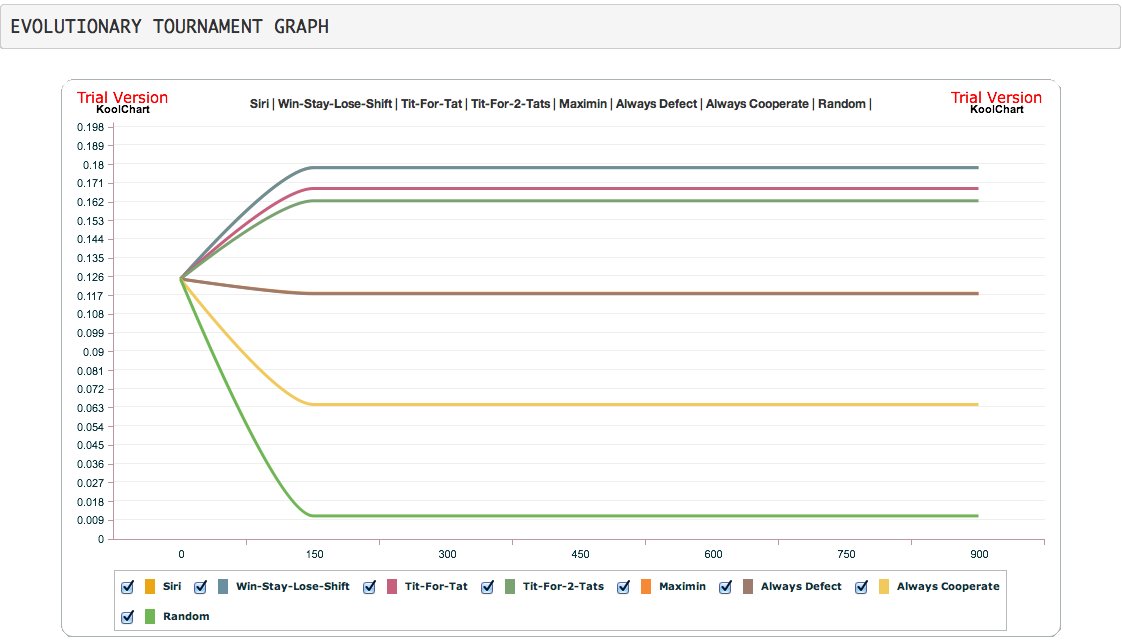 EVOLUTIONARY TOURNAMENT GRAPH
Trial Version
KoolChart
Siri | Win-Stay-Lose-Shift | Tit-For-Tat | Tit-For-2-Tats | Maximin | Always Defect | Always Cooperate | Random |
Trial Version
KoolChart
0.198
0.189
0.18
0.171
0.162
0.153
0.144
0.135
0.126
0.117
0.108
0.099
0.09
0.081
0.072
0.063
0.054
0.045
0.036
0.027
0.018
0.009
0
0 150 300 450 600 750 900
Siri Win-Stay-Lose-Shift Tit-For-Tat Tit-For-2-Tats Maximin Always Defect Always Cooperate
Random